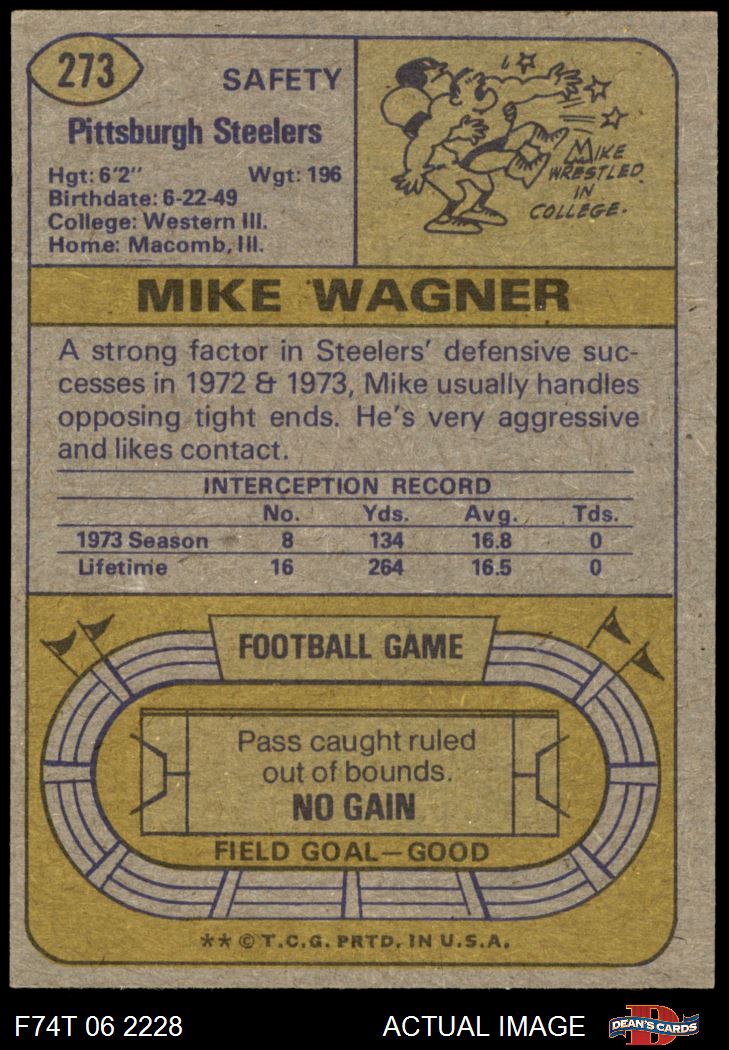 273
SAFETY
Pittsburgh Steelers
Hgt: 6'2" Wgt: 196
Birthdate: 6-22-49
College: Western Ill.
Home: Macomb, Ill.
MIKE
WRESTLED
IN
COLLEGE.
MIKE WAGNER
A strong factor in Steelers' defensive suc-
cesses in 1972 & 1973, Mike usually handles
opposing tight ends. He's very aggressive
and likes contact.
INTERCEPTION RECORD
No. Yds. Avg. Tds.
1973 Season 8 134 16.8 0
Lifetime 16 264 16.5 0
FOOTBALL GAME
Pass caught ruled
out of bounds.
NO GAIN
FIELD GOAL—GOOD
** © T.C.G. PRTD. IN U.S.A.
F74T 06 2228 ACTUAL IMAGE D DEAN'S CARDS